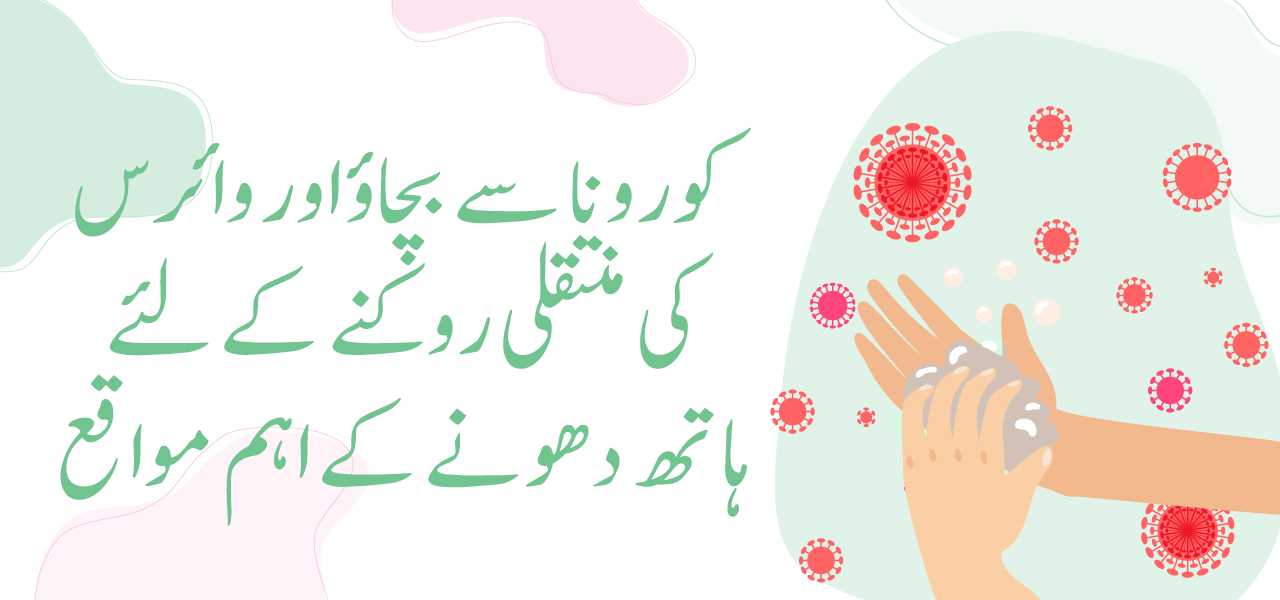 کورونا سے بچاؤ اور وائرس
کی منتقلی روکنے کے لئے
ہاتھ دھونے کے اہم مواقع